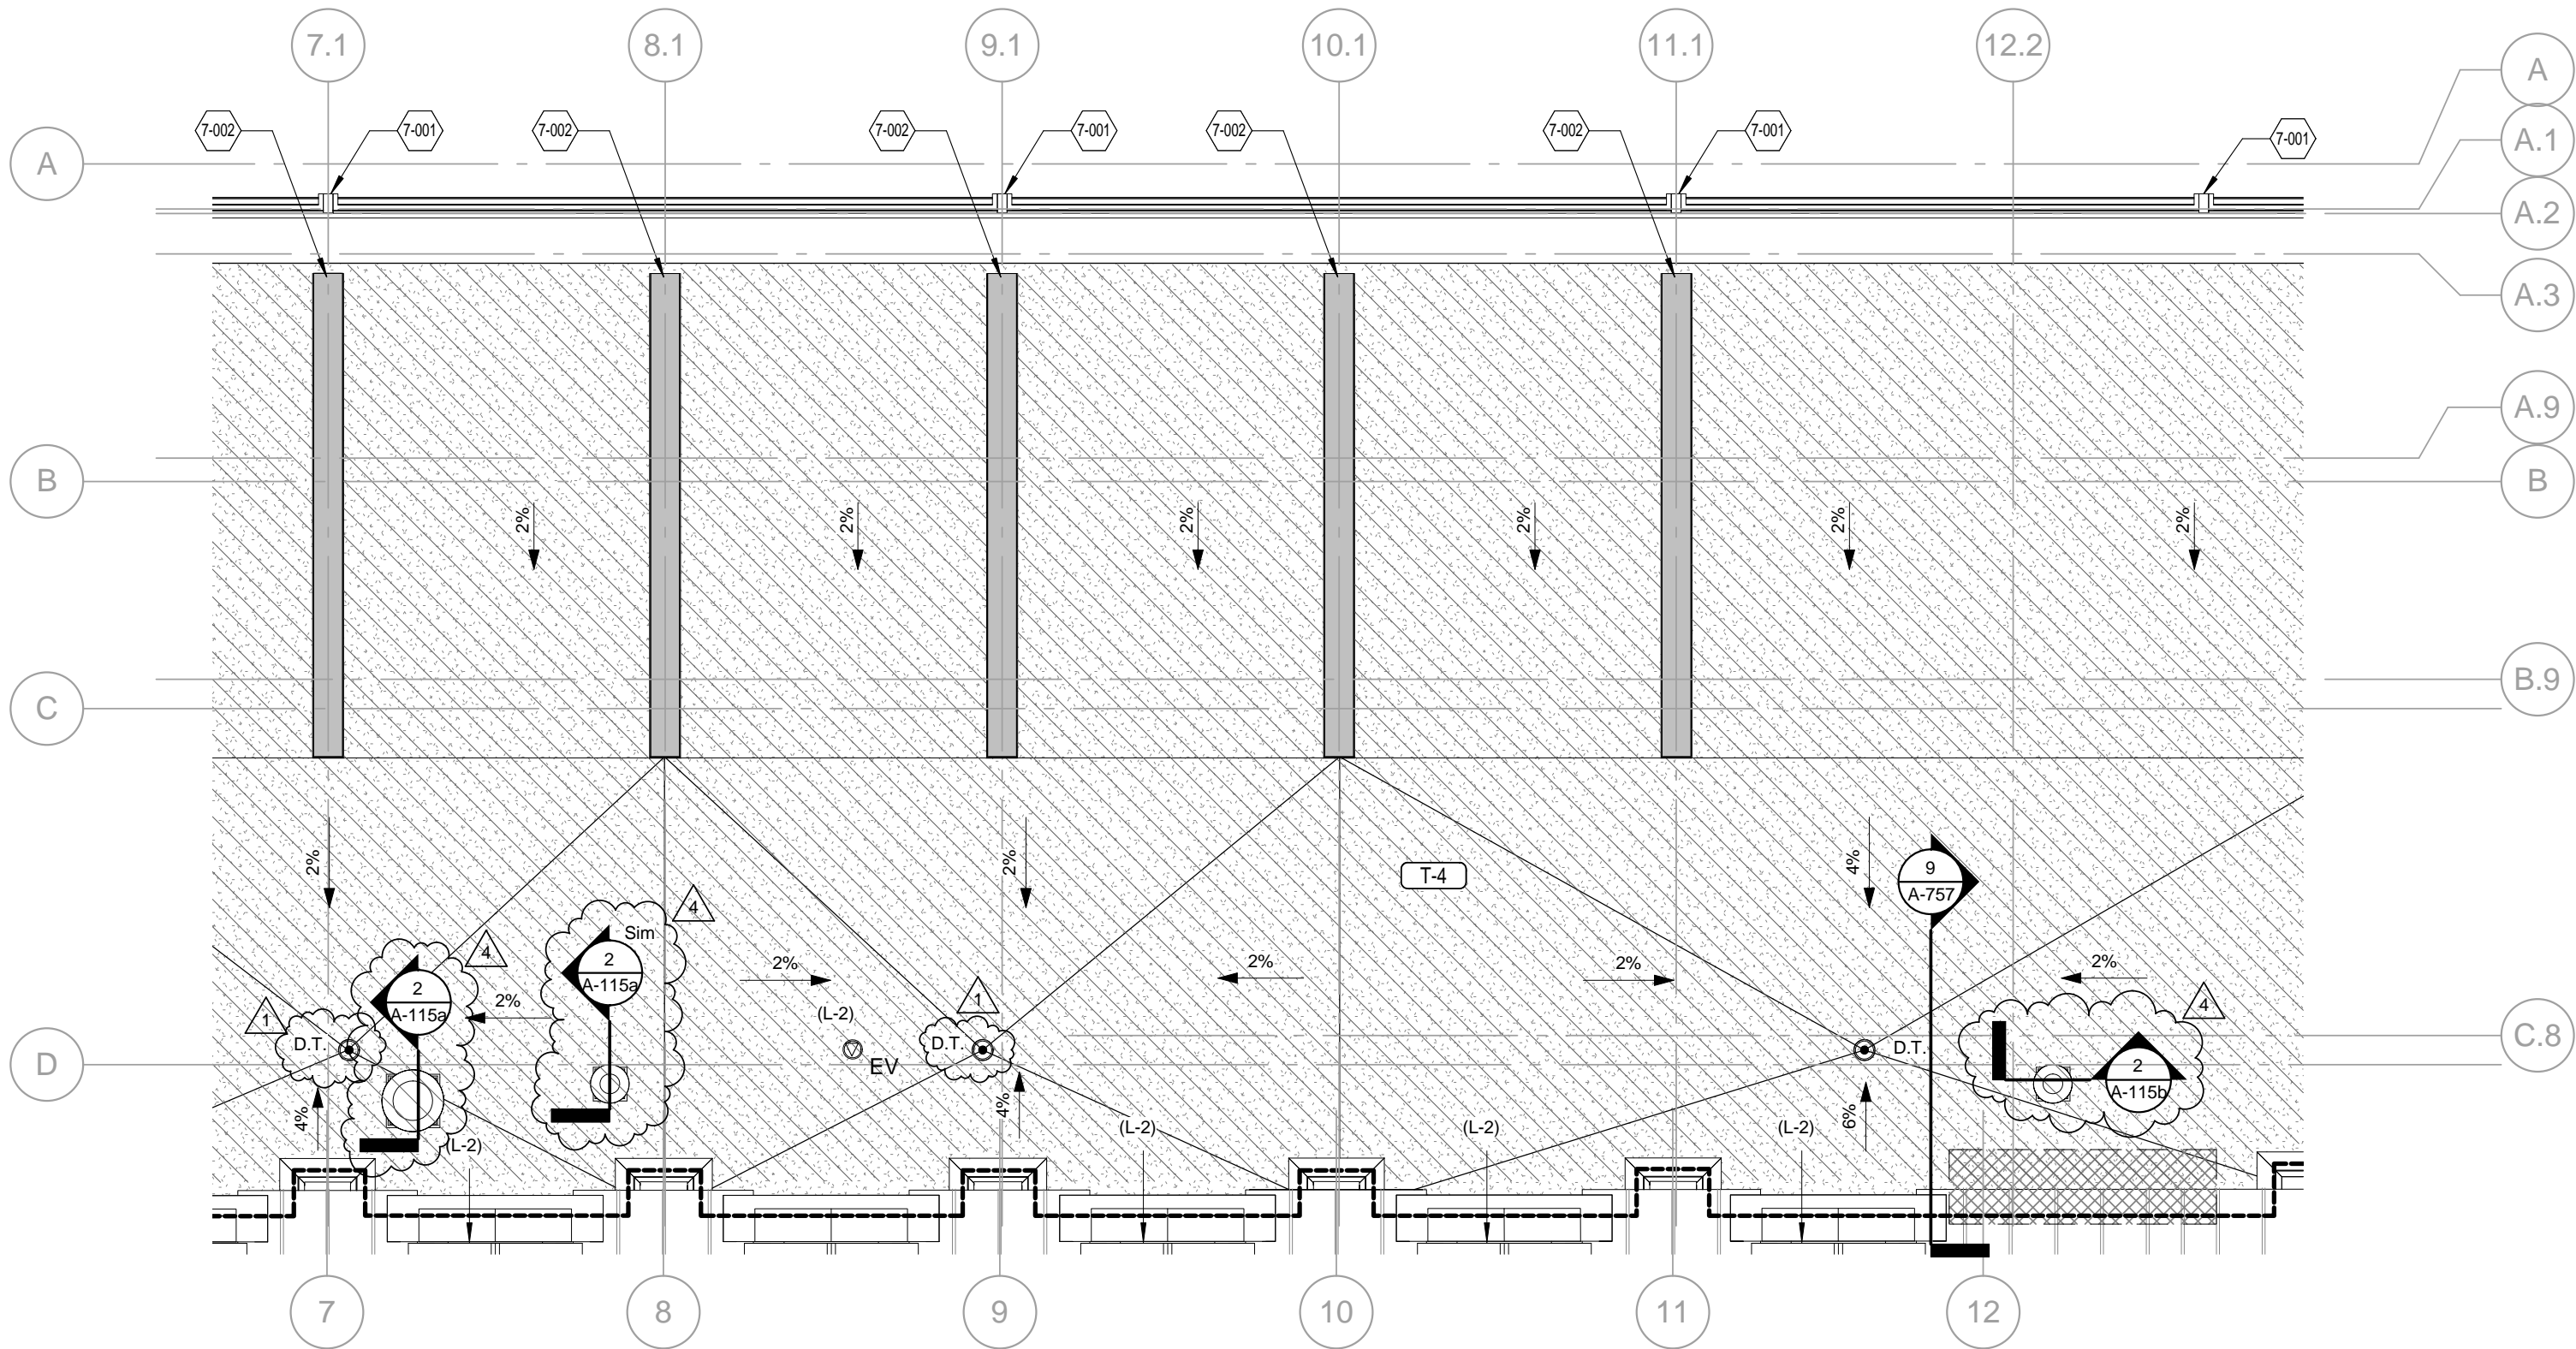 7.1 8.1 9.1 10.1 11.1 12.2
A
7-002 7-001 7-002 7-002 7-001 7-002 7-002 7-001 7-001
A.1
A
A.2
A.3
A.9
B B
2% 2% 2% 2% 2% 2%
B.9
C
2% 2% 4%
T-4
9
A-757
4
Sim
2
A-115a
4
2
A-115a
2% 2% 2% 2% 2%
1
1
4
(L-2)
D.T. D.T. D.T.
C.8
D
EV
2
A-115b
4% 4% 6%
(L-2) (L-2) (L-2) (L-2)
7 8 9 10 11 12